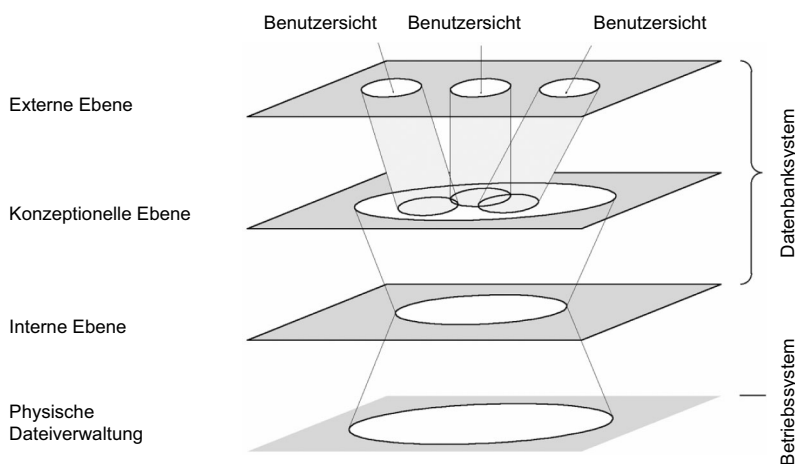 Benutzersicht Benutzersicht Benutzersicht
Externe Ebene
Konzeptionelle Ebene
Interne Ebene
Physische
Dateiverwaltung
Datenbanksystem
Betriebssystem